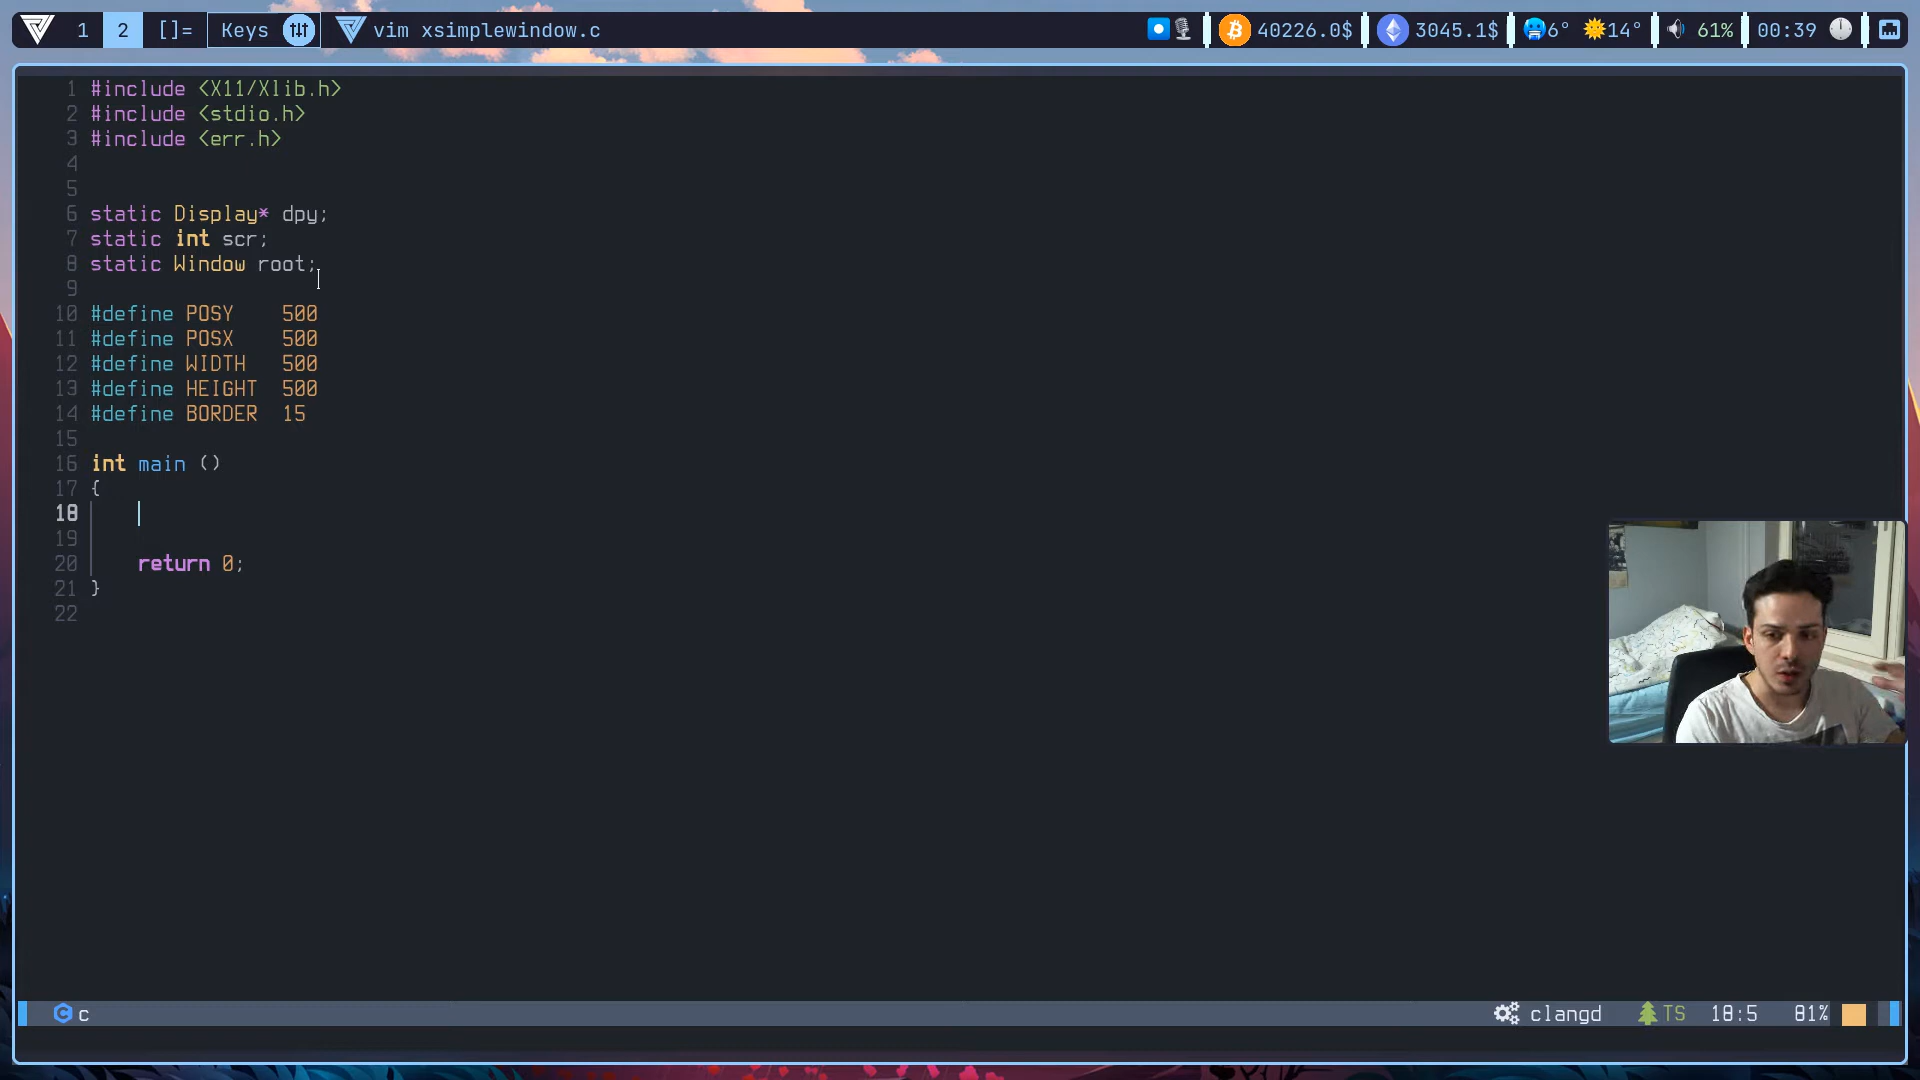 1 2 []= Keys vim xsimplewindow.c 40226.0$ 3045.1$ 6° 14° 61% 00:39
1 #include <X11/Xlib.h>
2 #include <stdio.h>
3 #include <err.h>
4
5
6 static Display* dpy;
7 static int scr;
8 static Window root;
9
10 #define POSY    500
11 #define POSX    500
12 #define WIDTH   500
13 #define HEIGHT  500
14 #define BORDER  15
15
16 int main ()
17 {
18
19
20     return 0;
21 }
22
c clangd TS 18:5 81%